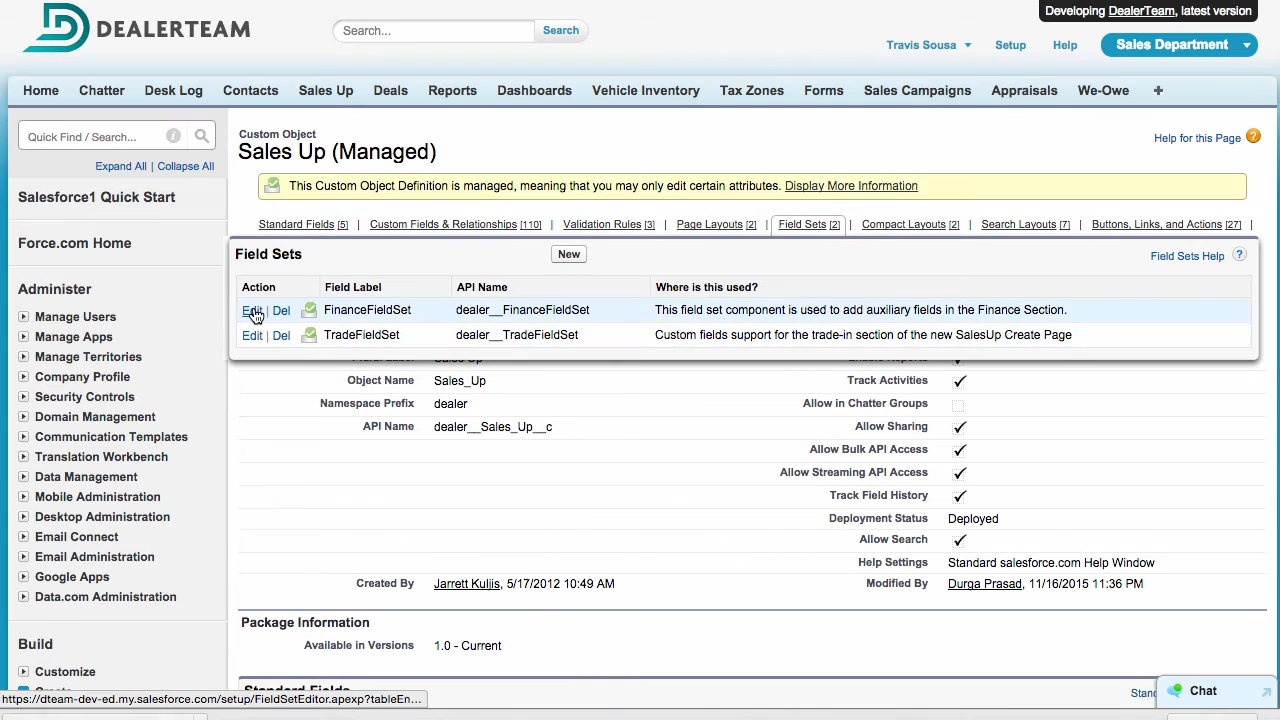 DEALERTEAM
Search...
Search
Developing DealerTeam, latest version
Travis Sousa
Setup
Help
Sales Department
Home
Chatter
Desk Log
Contacts
Sales Up
Deals
Reports
Dashboards
Vehicle Inventory
Tax Zones
Forms
Sales Campaigns
Appraisals
We-Owe
+
Quick Find / Search...
Expand All | Collapse All
Salesforce1 Quick Start
Force.com Home
Administer
Manage Users
Manage Apps
Manage Territories
Company Profile
Security Controls
Domain Management
Communication Templates
Translation Workbench
Data Management
Mobile Administration
Desktop Administration
Email Connect
Email Administration
Google Apps
Data.com Administration
Build
Customize
Custom Object
Sales Up (Managed)
Help for this Page
This Custom Object Definition is managed, meaning that you may only edit certain attributes. Display More Information
Standard Fields [5] | Custom Fields & Relationships [110] | Validation Rules [3] | Page Layouts [2] | Field Sets [2] | Compact Layouts [2] | Search Layouts [7] | Buttons, Links, and Actions [27] |
Field Sets
New
Field Sets Help ?
Action Field Label API Name Where is this used?
Edit | Del FinanceFieldSet dealer__FinanceFieldSet This field set component is used to add auxiliary fields in the Finance Section.
Edit | Del TradeFieldSet dealer__TradeFieldSet Custom fields support for the trade-in section of the new SalesUp Create Page
Object Name Sales_Up Track Activities
Namespace Prefix dealer Allow in Chatter Groups
API Name dealer__Sales_Up__c Allow Sharing
Allow Bulk API Access
Allow Streaming API Access
Track Field History
Deployment Status Deployed
Allow Search
Help Settings Standard salesforce.com Help Window
Created By Jarrett Kuljis, 5/17/2012 10:49 AM Modified By Durga Prasad, 11/16/2015 11:36 PM
Package Information
Available in Versions 1.0 - Current
Standard Fields
https://dteam-dev-ed.my.salesforce.com/setup/FieldSetEditor.apexp?tableEn...
Chat